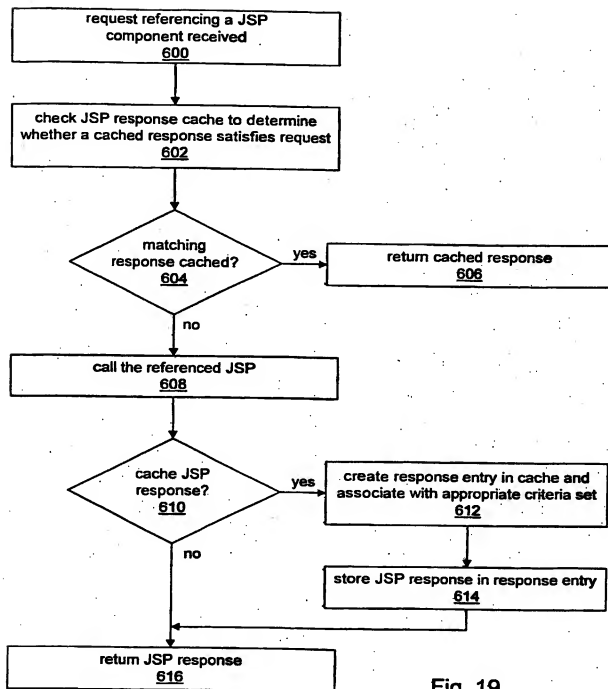 request referencing a JSP
component received
600
check JSP response cache to determine
whether a cached response satisfies request
602
matching
response cached?
604
yes
return cached response
606
no
call the referenced JSP
608
cache JSP
response?
610
yes
create response entry in cache and
associate with appropriate criteria set
612
no
store JSP response in response entry
614
return JSP response
616
Fig. 19